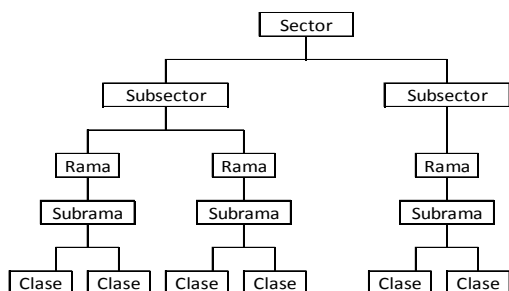 Sector
Subsector Subsector
Rama Rama Rama
Subrama Subrama Subrama
Clase Clase Clase Clase Clase Clase